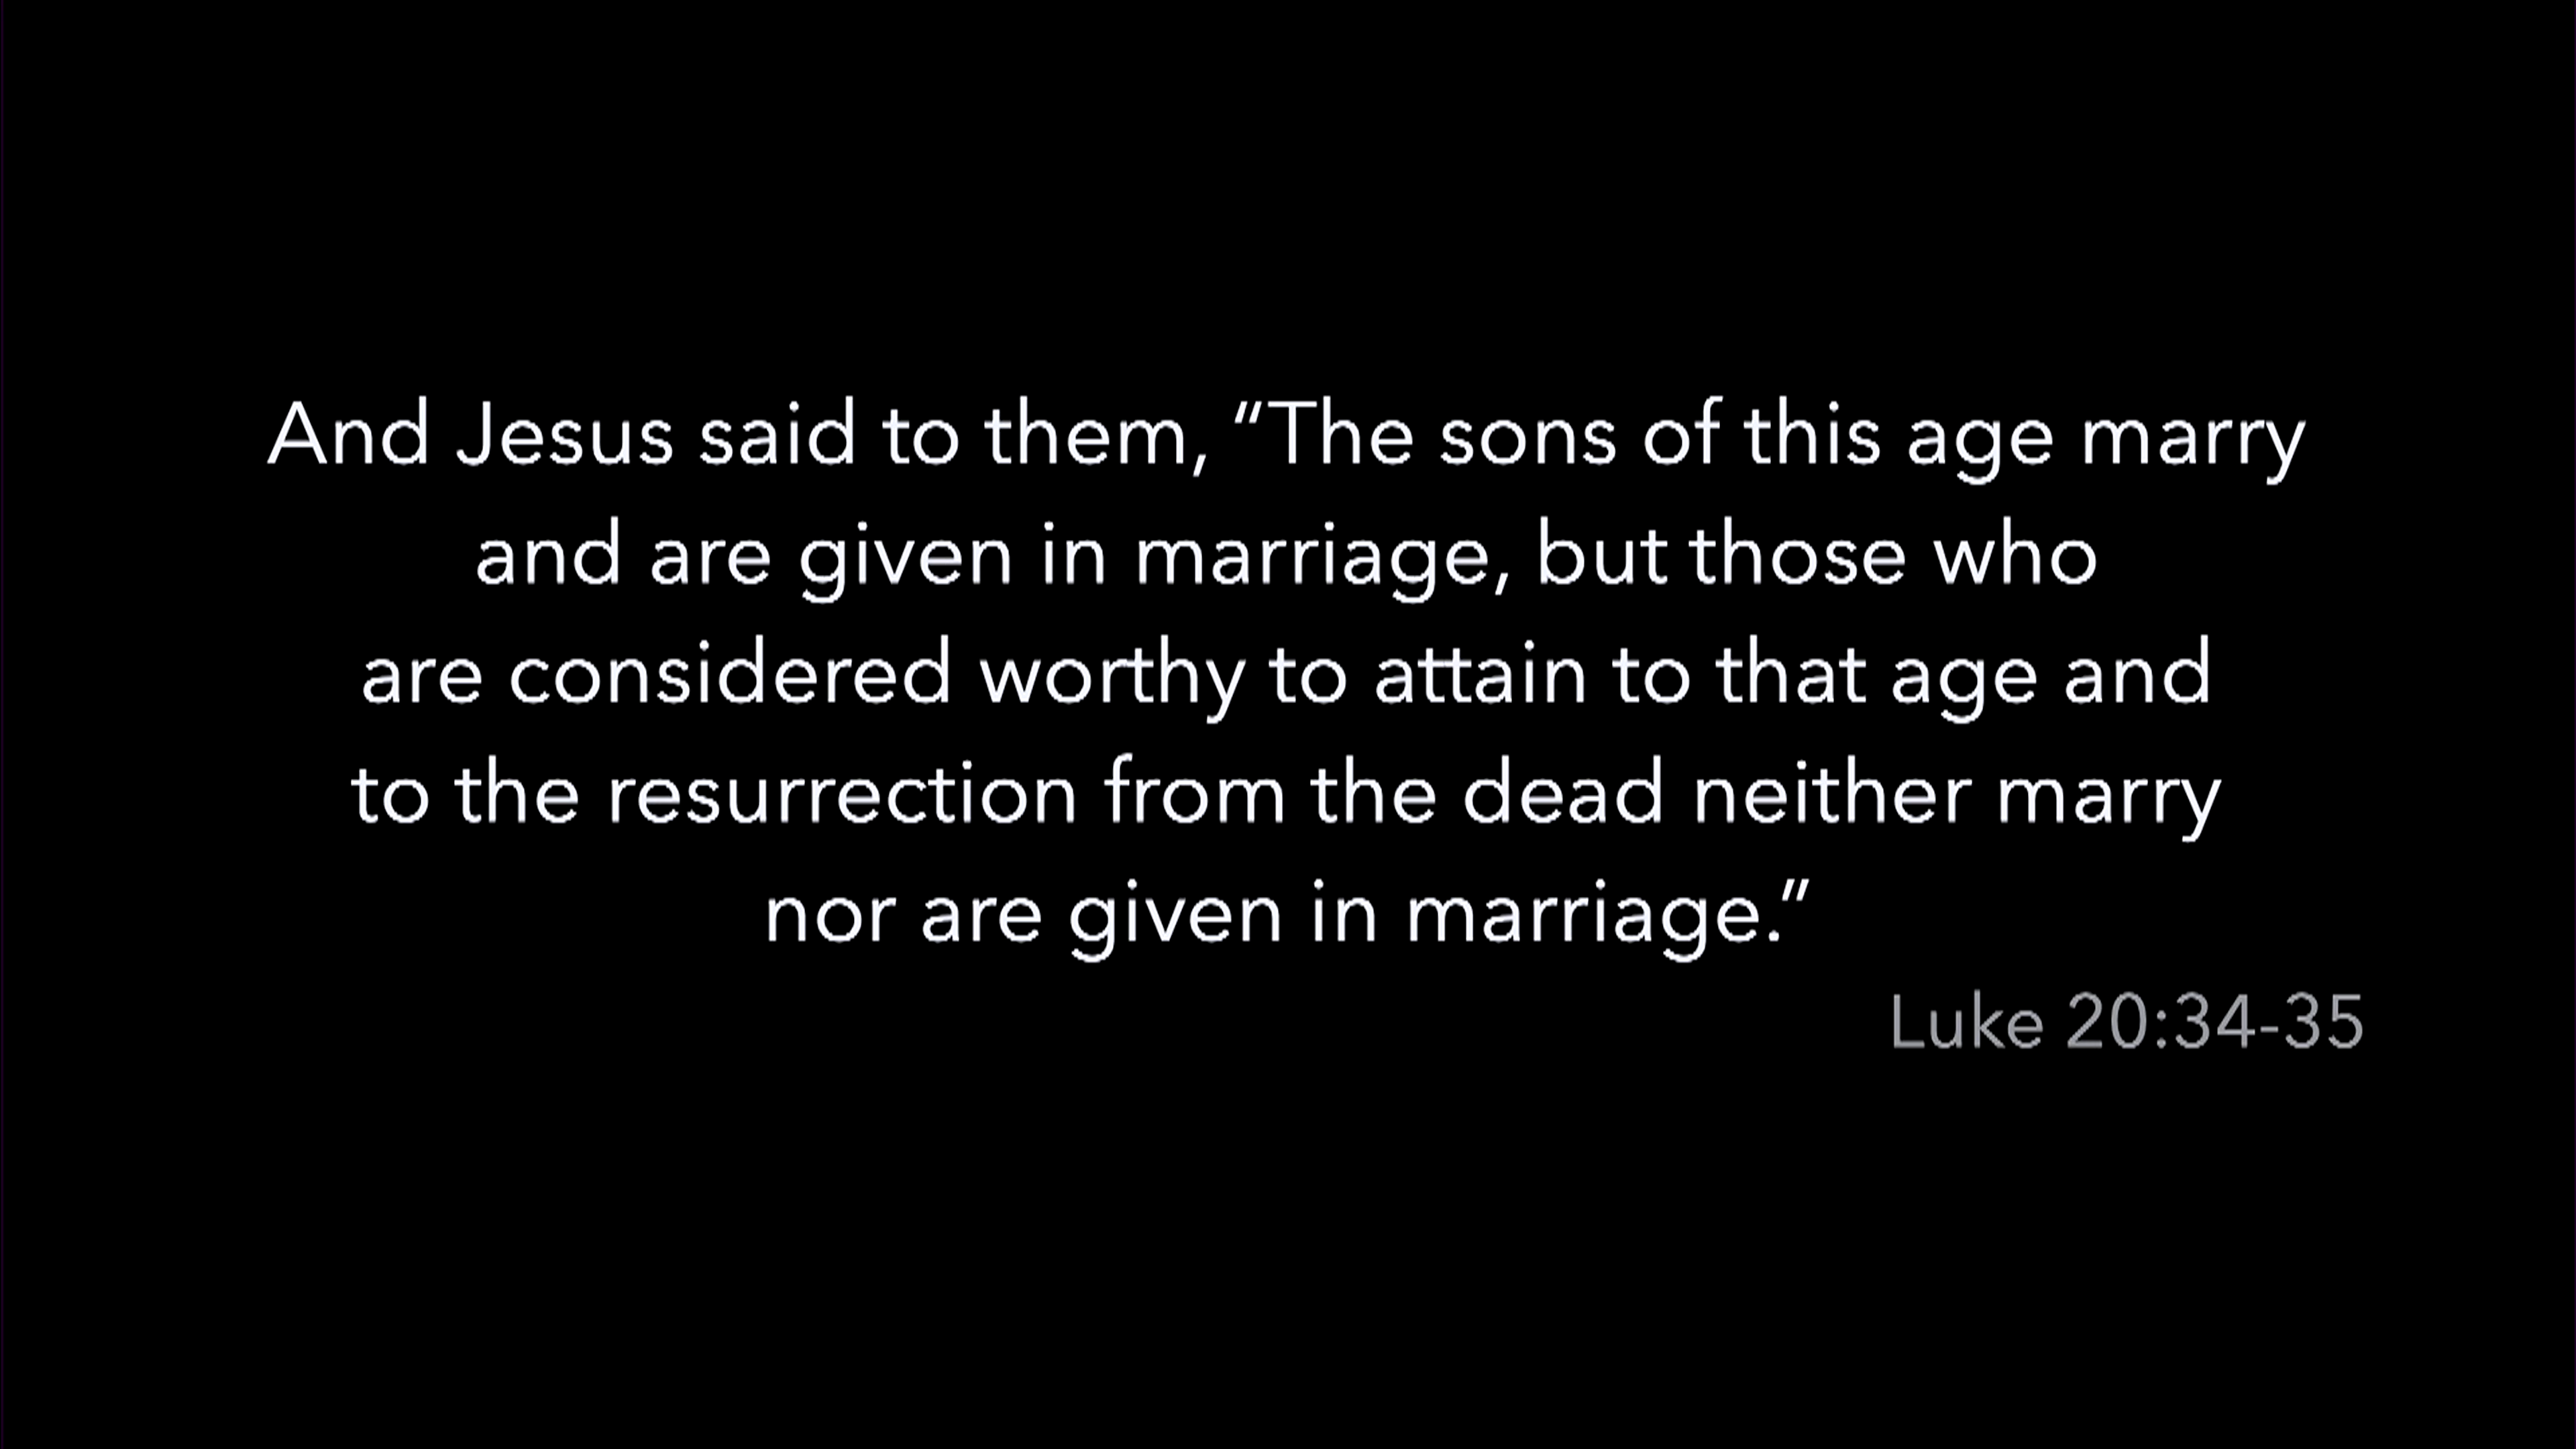 And Jesus said to them, “The sons of this age marry
and are given in marriage, but those who
are considered worthy to attain to that age and
to the resurrection from the dead neither marry
nor are given in marriage.”
Luke 20:34-35